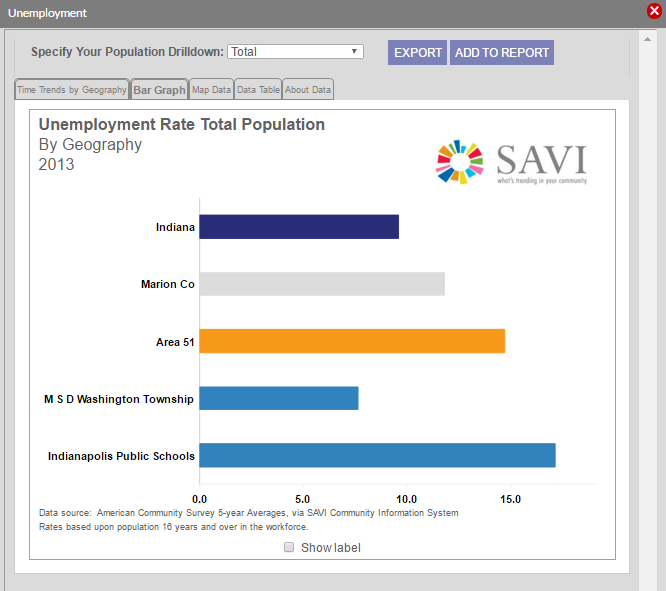 Unemployment
Specify Your Population Drilldown: Total
EXPORT ADD TO REPORT
Time Trends by Geography Bar Graph Map Data Data Table About Data
Unemployment Rate Total Population
By Geography
2013
SAVI
what's trending in your community
Indiana
Marion Co
Area 51
M S D Washington Township
Indianapolis Public Schools
0.0 5.0 10.0 15.0
Data source: American Community Survey 5-year Averages, via SAVI Community Information System
Rates based upon population 16 years and over in the workforce.
Show label